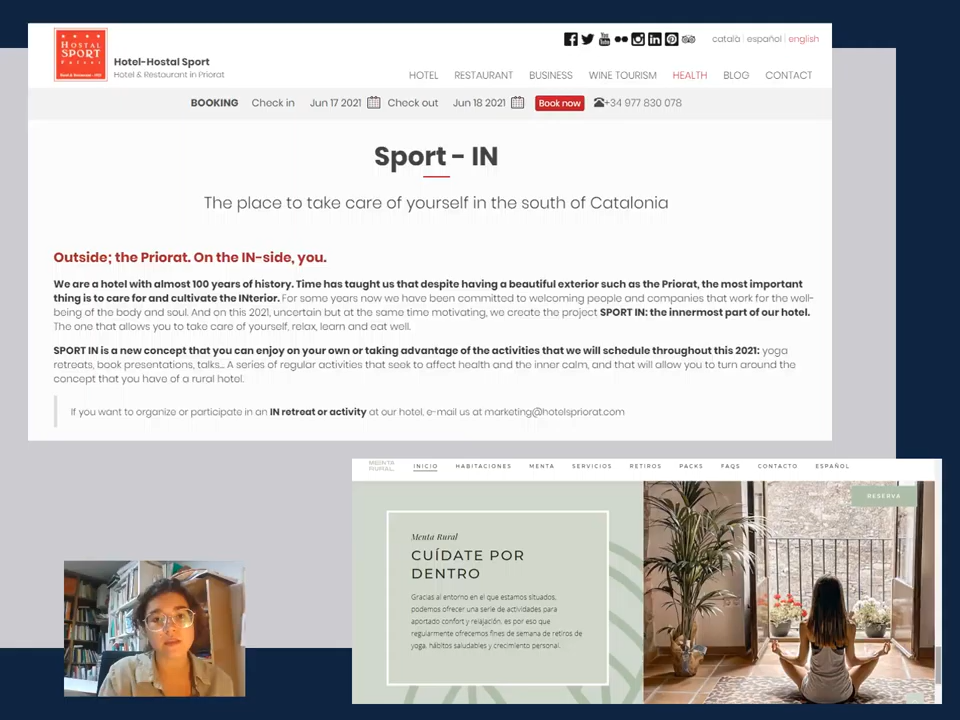 HOSTAL
SPORT
Falset
Hotel-Hostal Sport
Hotel & Restaurant in Priorat
català | español | english
HOTEL RESTAURANT BUSINESS WINE TOURISM HEALTH BLOG CONTACT
BOOKING Check in Jun 17 2021 Check out Jun 18 2021 Book now +34 977 830 078
Sport - IN
The place to take care of yourself in the south of Catalonia
Outside; the Priorat. On the IN-side, you.
We are a hotel with almost 100 years of history. Time has taught us that despite having a beautiful exterior such as the Priorat, the most important
thing is to care for and cultivate the INterior. For some years now we have been committed to welcoming people and companies that work for the well-
being of the body and soul. And on this 2021, uncertain but at the same time motivating, we create the project SPORT IN: the innermost part of our hotel.
The one that allows you to take care of yourself, relax, learn and eat well.
SPORT IN is a new concept that you can enjoy on your own or taking advantage of the activities that we will schedule throughout this 2021: yoga
retreats, book presentations, talks... A series of regular activities that seek to affect health and the inner calm, and that will allow you to turn around the
concept that you have of a rural hotel.
If you want to organize or participate in an IN retreat or activity at our hotel, e-mail us at marketing@hotelspriorat.com
MENTA
RURAL
INICIO HABITACIONES MENTA SERVICIOS RETIROS PACKS FAQS CONTACTO ESPAÑOL
RESERVA
Menta Rural
CUÍDATE POR
DENTRO
Gracias al entorno en el que estamos situados,
podemos ofrecer una serie de actividades para
aportado confort y relajación, es por eso que
regularmente ofrecemos fines de semana de retiros de
yoga, hábitos saludables y crecimiento personal.